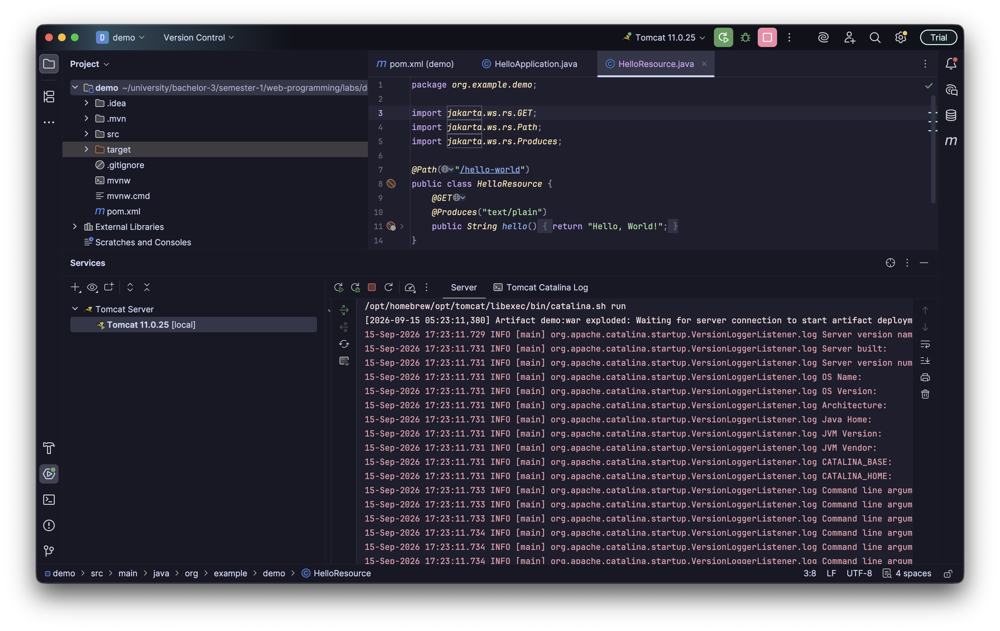 D demo Version Control Tomcat 11.0.25 Trial
Project
demo ~/university/bachelor-3/semester-1/web-programming/labs/d
.idea
.mvn
src
target
.gitignore
mvnw
mvnw.cmd
pom.xml
External Libraries
Scratches and Consoles
pom.xml (demo) HelloApplication.java HelloResource.java
1 package org.example.demo;
2
3 import jakarta.ws.rs.GET;
4 import jakarta.ws.rs.Path;
5 import jakarta.ws.rs.Produces;
6
7 @Path("/hello-world")
8 public class HelloResource {
9 @GET
10 @Produces("text/plain")
11 public String hello() { return "Hello, World!"; }
14 }
Services
Server Tomcat Catalina Log
Tomcat Server
Tomcat 11.0.25 [local]
/opt/homebrew/opt/tomcat/libexec/bin/catalina.sh run
[2026-09-15 05:23:11,380] Artifact demo:war exploded: Waiting for server connection to start artifact deploym
15-Sep-2026 17:23:11.729 INFO [main] org.apache.catalina.startup.VersionLoggerListener.log Server version nam
15-Sep-2026 17:23:11.731 INFO [main] org.apache.catalina.startup.VersionLoggerListener.log Server built:
15-Sep-2026 17:23:11.731 INFO [main] org.apache.catalina.startup.VersionLoggerListener.log Server version num
15-Sep-2026 17:23:11.731 INFO [main] org.apache.catalina.startup.VersionLoggerListener.log OS Name:
15-Sep-2026 17:23:11.731 INFO [main] org.apache.catalina.startup.VersionLoggerListener.log OS Version:
15-Sep-2026 17:23:11.731 INFO [main] org.apache.catalina.startup.VersionLoggerListener.log Architecture:
15-Sep-2026 17:23:11.731 INFO [main] org.apache.catalina.startup.VersionLoggerListener.log Java Home:
15-Sep-2026 17:23:11.731 INFO [main] org.apache.catalina.startup.VersionLoggerListener.log JVM Version:
15-Sep-2026 17:23:11.731 INFO [main] org.apache.catalina.startup.VersionLoggerListener.log JVM Vendor:
15-Sep-2026 17:23:11.731 INFO [main] org.apache.catalina.startup.VersionLoggerListener.log CATALINA_BASE:
15-Sep-2026 17:23:11.731 INFO [main] org.apache.catalina.startup.VersionLoggerListener.log CATALINA_HOME:
15-Sep-2026 17:23:11.733 INFO [main] org.apache.catalina.startup.VersionLoggerListener.log Command line argum
15-Sep-2026 17:23:11.733 INFO [main] org.apache.catalina.startup.VersionLoggerListener.log Command line argum
15-Sep-2026 17:23:11.733 INFO [main] org.apache.catalina.startup.VersionLoggerListener.log Command line argum
15-Sep-2026 17:23:11.734 INFO [main] org.apache.catalina.startup.VersionLoggerListener.log Command line argum
15-Sep-2026 17:23:11.734 INFO [main] org.apache.catalina.startup.VersionLoggerListener.log Command line argum
15-Sep-2026 17:23:11.734 INFO [main] org.apache.catalina.startup.VersionLoggerListener.log Command line argum
demo > src > main > java > org > example > demo > HelloResource 3:8 LF UTF-8 4 spaces